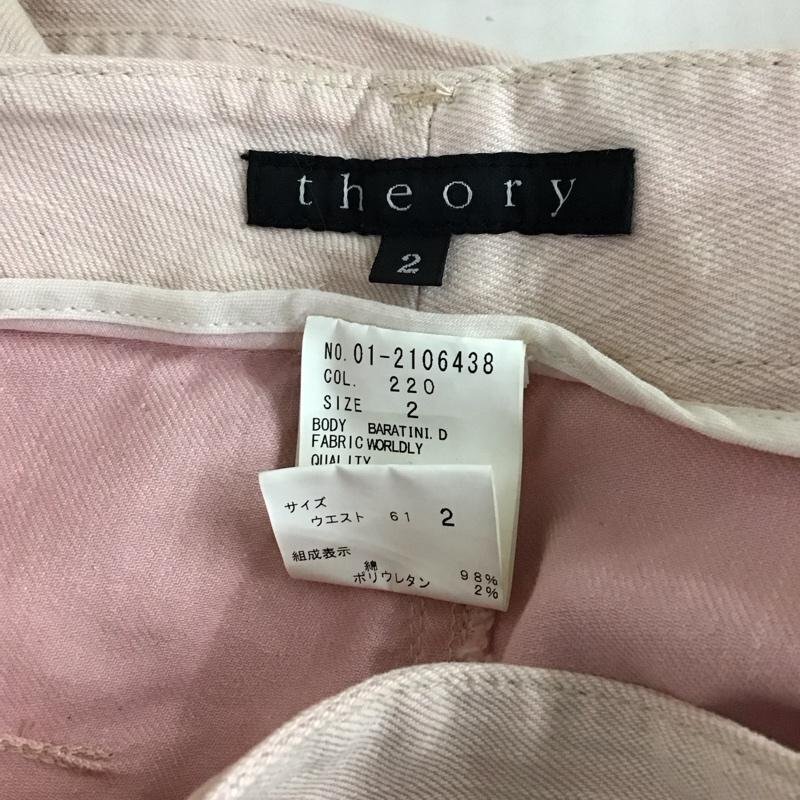 theory
2
NO. 01-2106438
COL. 220
SIZE 2
BODY BARATINI. D
FABRIC WORLDLY
QUALITY
サイズ
ウエスト 61 2
組成表示
綿 98%
ポリウレタン 2%